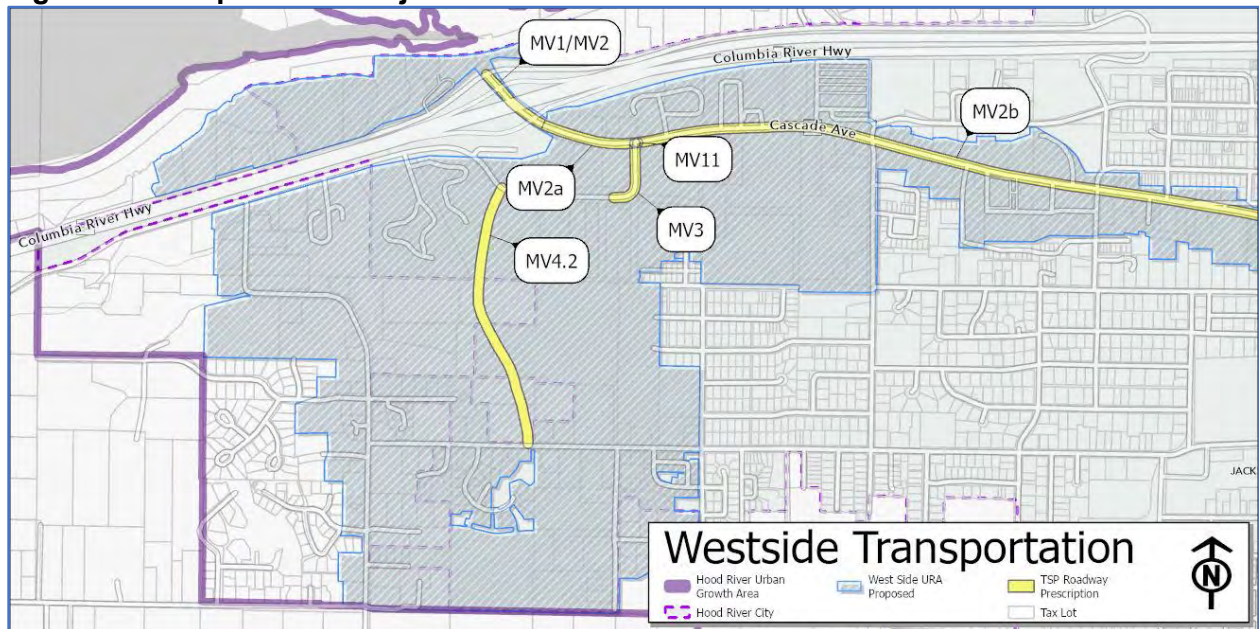 MV1/MV2
Columbia River Hwy
MV2b
Cascade Ave
MV11
MV2a
MV3
Columbia River Hwy
MV4.2
JACK
Westside Transportation
Hood River Urban
Growth Area
West Side URA
Proposed
TSP Roadway
Prescription
Hood River City
Tax Lot
N